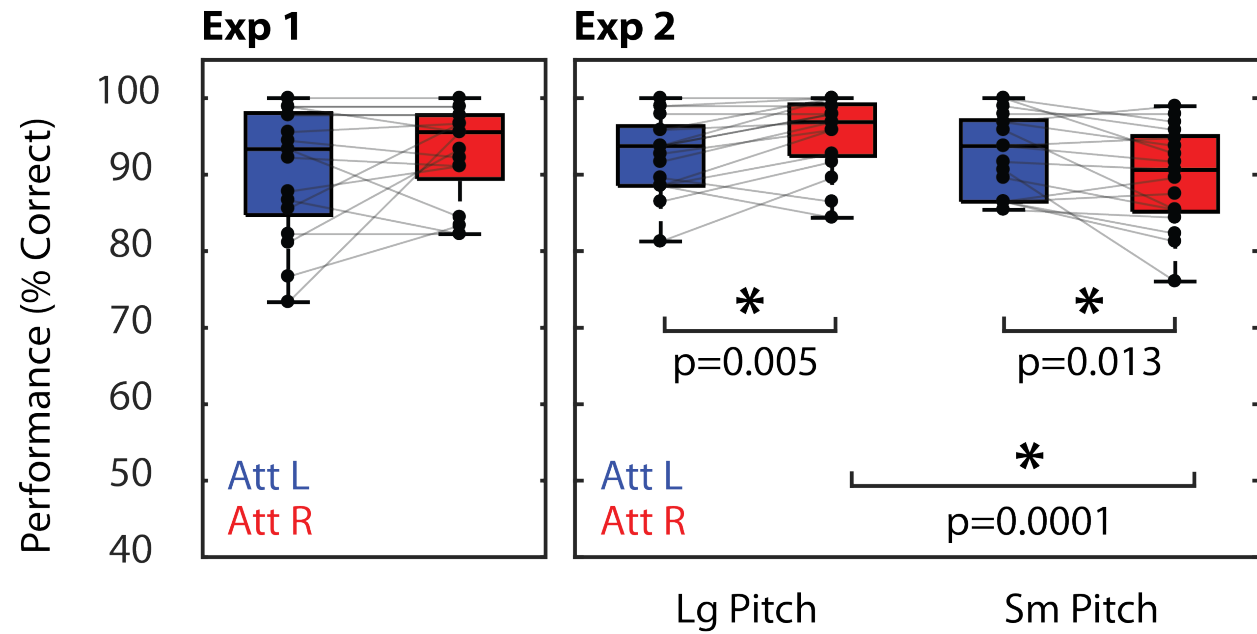 Exp 1
Exp 2
Performance (% Correct)
100
90
80
70
60
50
40
Att L
Att R
*
p=0.005
*
p=0.013
*
p=0.0001
Att L
Att R
Lg Pitch
Sm Pitch